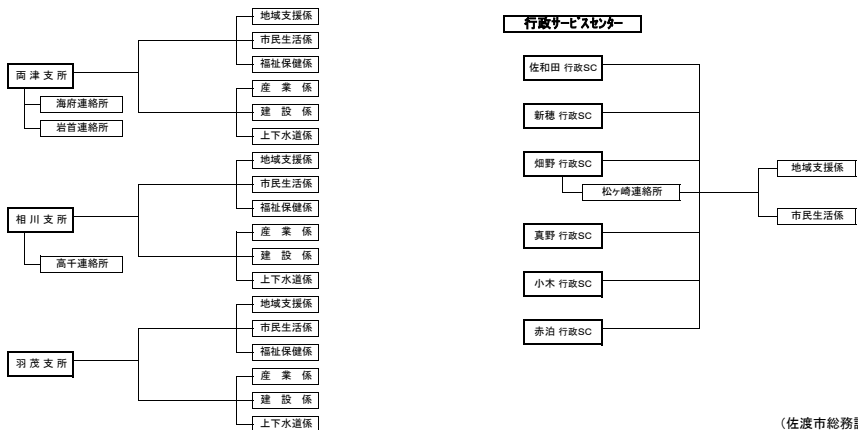 両津支所
海府連絡所
岩首連絡所
地域支援係
市民生活係
福祉保健係
産業係
建設係
上下水道係
相川支所
高千連絡所
地域支援係
市民生活係
福祉保健係
産業係
建設係
上下水道係
羽茂支所
地域支援係
市民生活係
福祉保健係
産業係
建設係
上下水道係
行政サービスセンター
佐和田 行政SC
新穂 行政SC
畑野 行政SC
松ヶ崎連絡所
真野 行政SC
小木 行政SC
赤泊 行政SC
地域支援係
市民生活係
（佐渡市総務